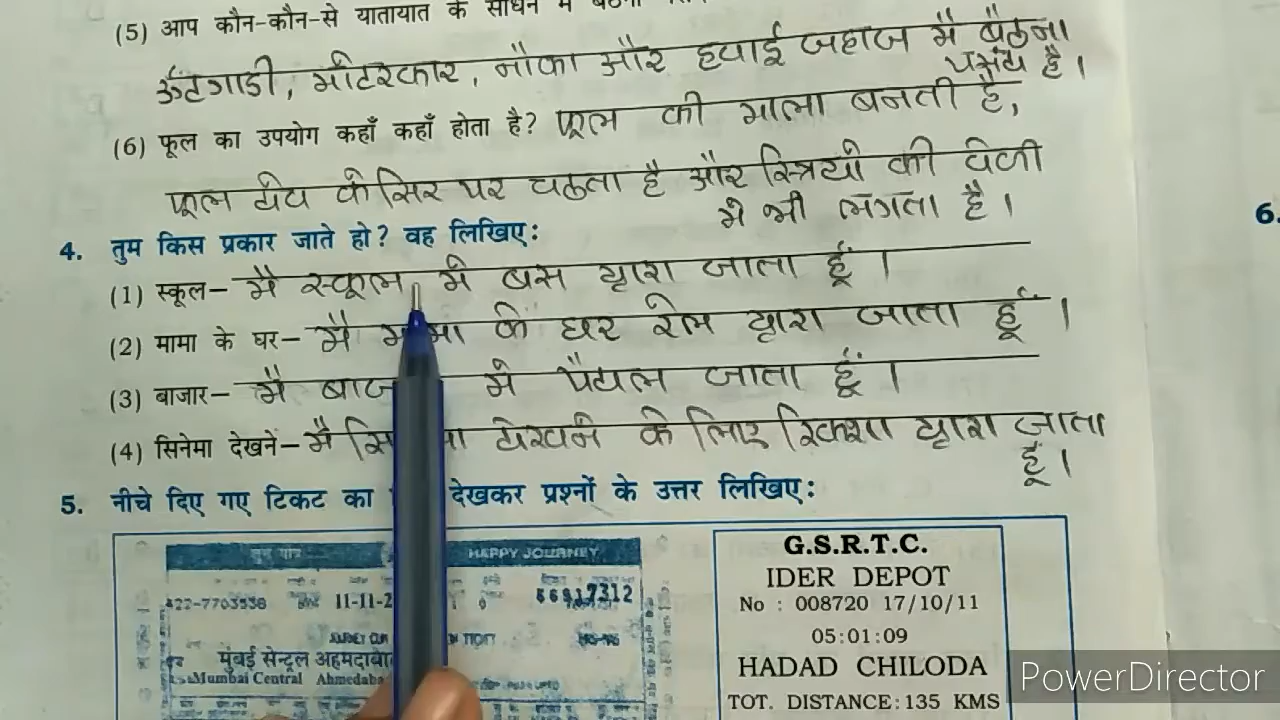 (5) आप कौन-कौन-से यातायात के साधन में बैठना
ऊँटगाडी, मोटरकार, नौका और हवाई जहाज मै बैठना
पसंद है।
(6) फूल का उपयोग कहाँ कहाँ होता है? फूल की माला बनती है,
फूल देव के सिर पर चढता है और स्त्रियों की वेणी
मे भी लगता है।
4. तुम किस प्रकार जाते हो? वह लिखिए:
(1) स्कूल- मै स्कूल मे बस द्वारा जाता हूँ।
(2) मामा के घर- मै मामा के घर रेल द्वारा जाता हूँ।
(3) बाजार- मै बाज मे पैदल जाता हूँ।
(4) सिनेमा देखनें- मै सि मा देखने के लिए रिक्शा द्वारा जाता
हूँ।
5. नीचे दिए गए टिकट का देखकर प्रश्नों के उत्तर लिखिए:
6.
HAPPY JOURNEY
11-11-2
56917312
मुंबई सेन्ट्रल अहमदाबा
Mumbai Central Ahmedaba
G.S.R.T.C.
IDER DEPOT
No : 008720 17/10/11
05:01:09
HADAD CHILODA
TOT. DISTANCE:135 KMS
PowerDirector